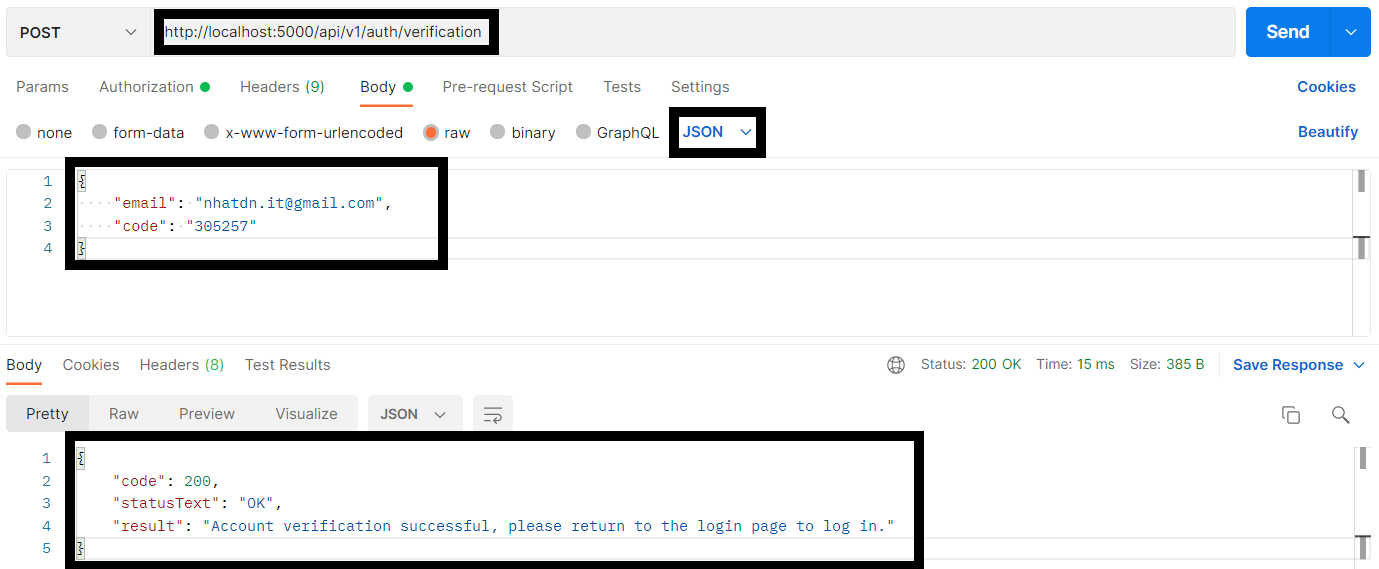 POST http://localhost:5000/api/v1/auth/verification Send
Params Authorization Headers (9) Body Pre-request Script Tests Settings Cookies
none form-data x-www-form-urlencoded raw binary GraphQL JSON Beautify
1 {
2 "email": "nhatdn.it@gmail.com",
3 "code": "305257"
4 }
Body Cookies Headers (8) Test Results Status: 200 OK Time: 15 ms Size: 385 B Save Response
Pretty Raw Preview Visualize JSON
1 {
2 "code": 200,
3 "statusText": "OK",
4 "result": "Account verification successful, please return to the login page to log in."
5 }